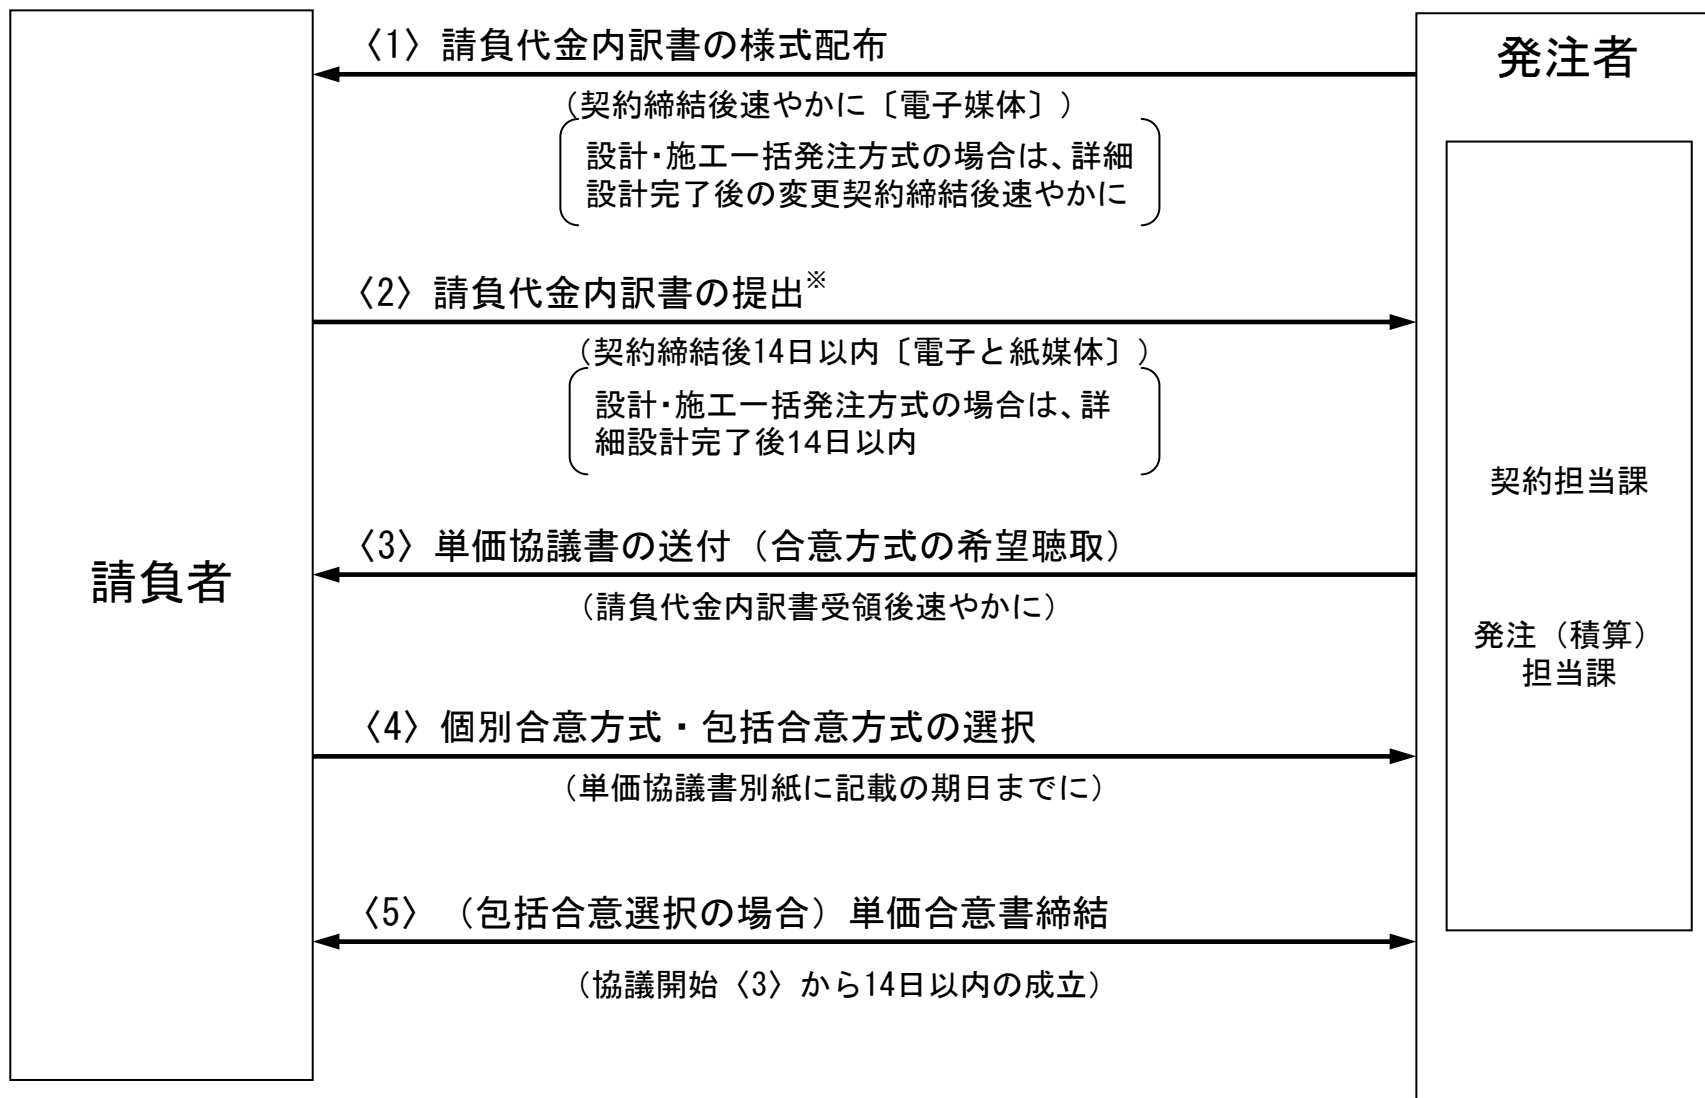 〈1〉請負代金内訳書の様式配布
発注者
(契約締結後速やかに〔電子媒体〕)
設計・施工一括発注方式の場合は、詳細
設計完了後の変更契約締結後速やかに
〈2〉請負代金内訳書の提出※
(契約締結後14日以内〔電子と紙媒体〕)
設計・施工一括発注方式の場合は、詳
細設計完了後14日以内
契約担当課
〈3〉単価協議書の送付(合意方式の希望聴取)
請負者
(請負代金内訳書受領後速やかに)
発注(積算)
担当課
〈4〉個別合意方式・包括合意方式の選択
(単価協議書別紙に記載の期日までに)
〈5〉(包括合意選択の場合)単価合意書締結
(協議開始〈3〉から14日以内の成立)